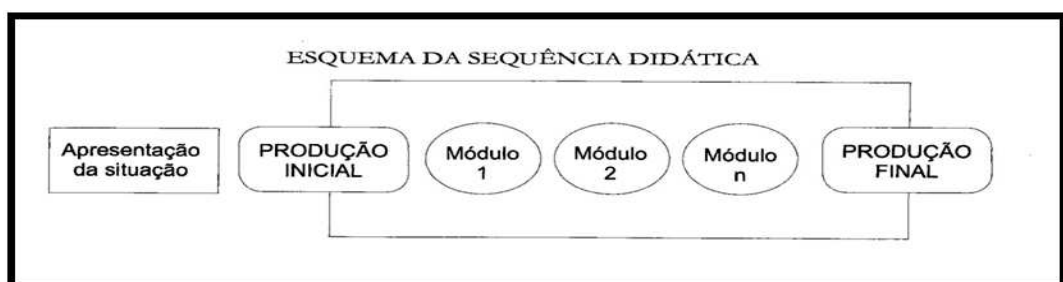 ESQUEMA DA SEQUÊNCIA DIDÁTICA
Apresentação
da situação
PRODUÇÃO
INICIAL
Módulo
1
Módulo
2
Módulo
n
PRODUÇÃO
FINAL